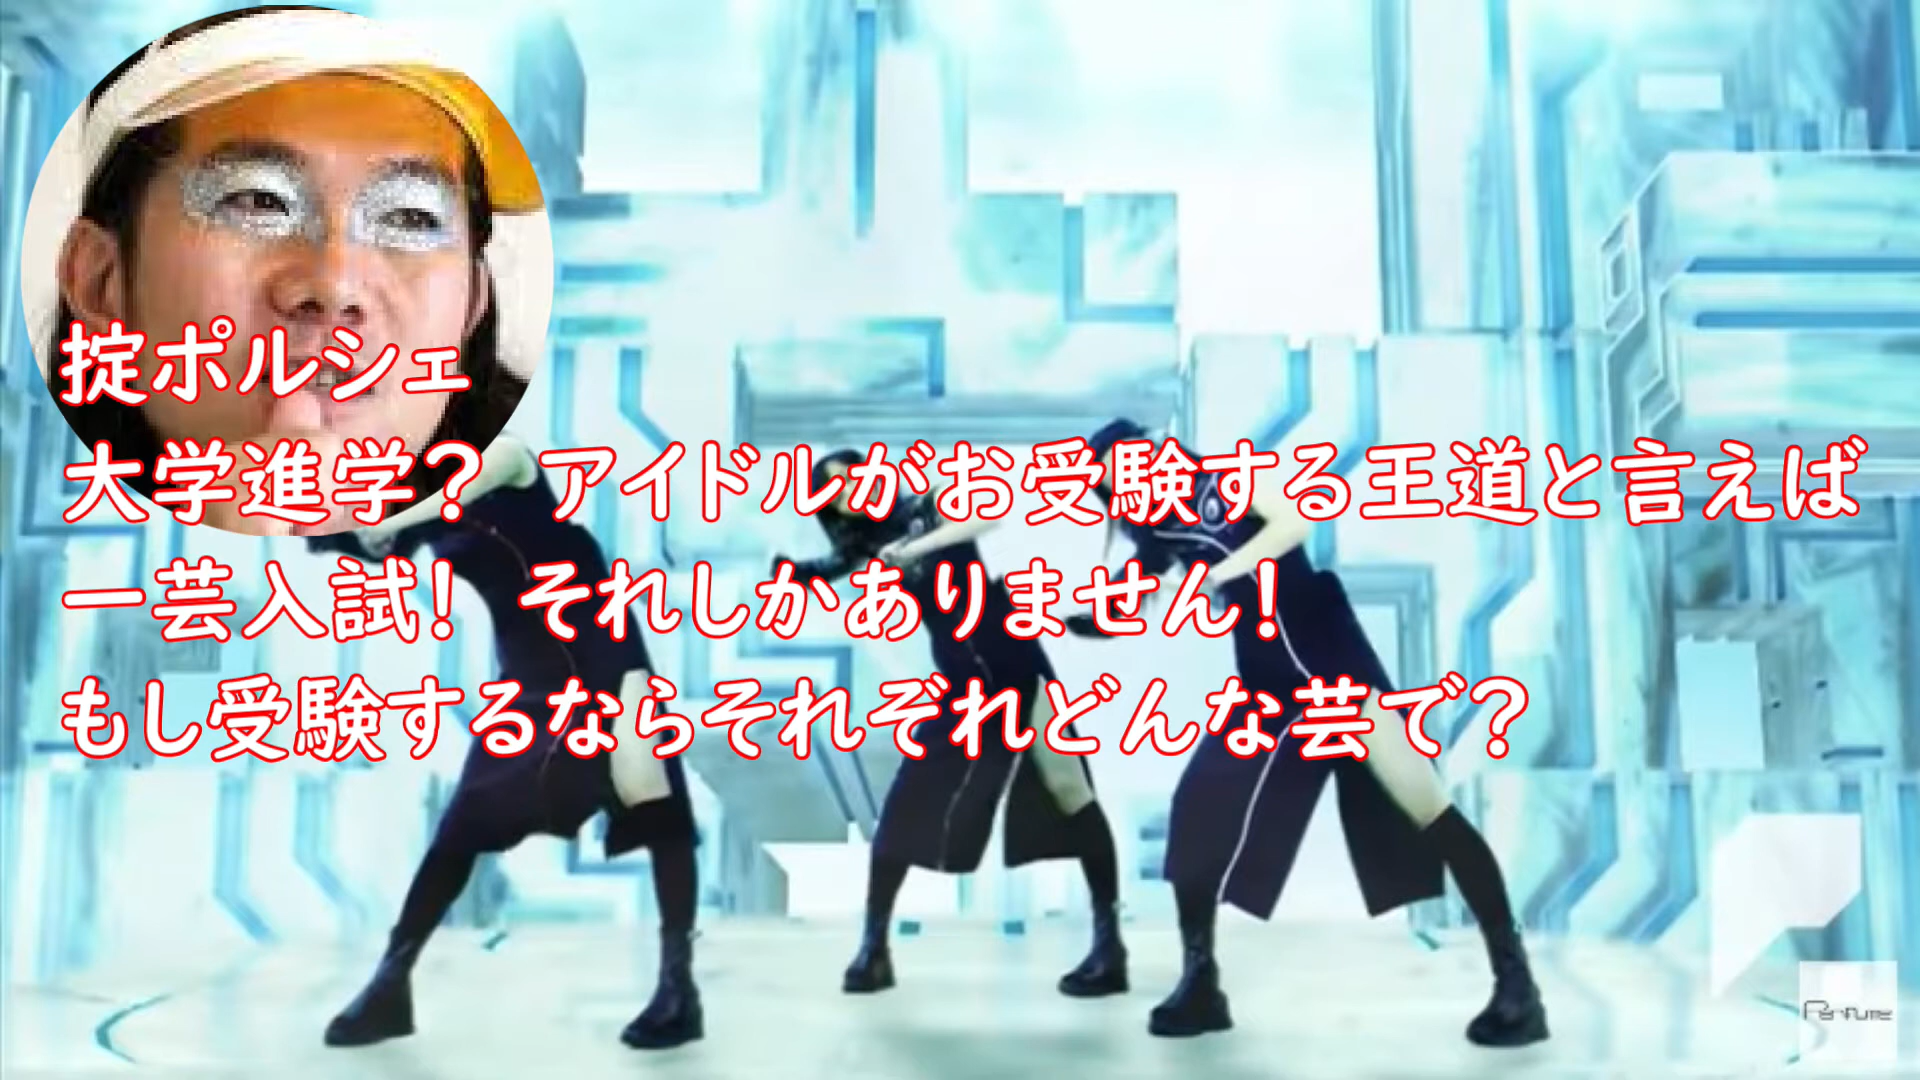 掟ポルシェ
大学進学？　アイドルがお受験する王道と言えば
一芸入試！　それしかありません！
もし受験するならそれぞれどんな芸で？
Perfume